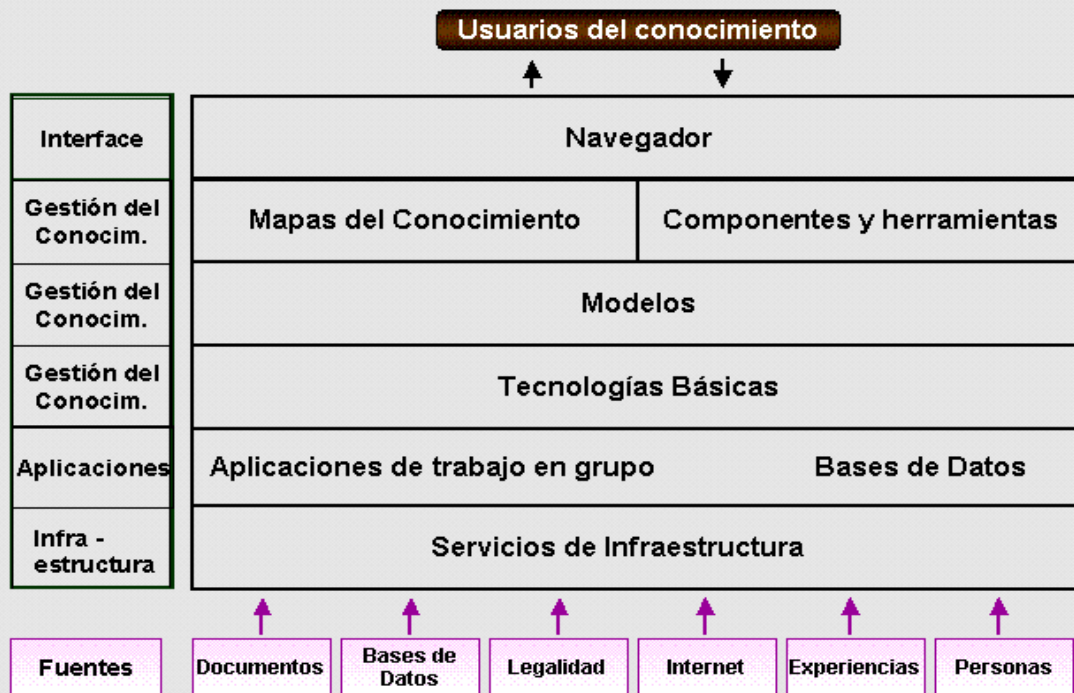 Usuarios del conocimiento
Interface
Navegador
Gestión del
Conocim.
Mapas del Conocimiento
Componentes y herramientas
Gestión del
Conocim.
Modelos
Gestión del
Conocim.
Tecnologías Básicas
Aplicaciones
Aplicaciones de trabajo en grupo
Bases de Datos
Infra -
estructura
Servicios de Infraestructura
Fuentes
Documentos
Bases de
Datos
Legalidad
Internet
Experiencias
Personas